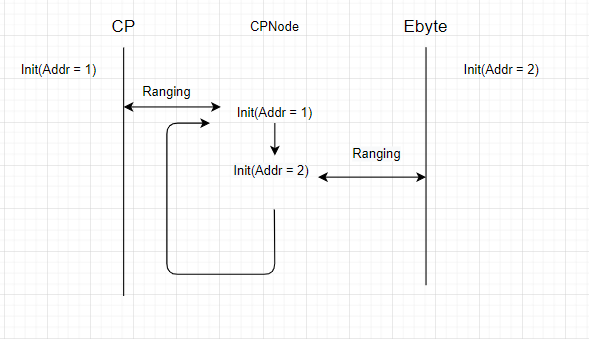 CP
CPNode
Ebyte
Init(Addr = 1)
Init(Addr = 2)
Ranging
Init(Addr = 1)
Ranging
Init(Addr = 2)